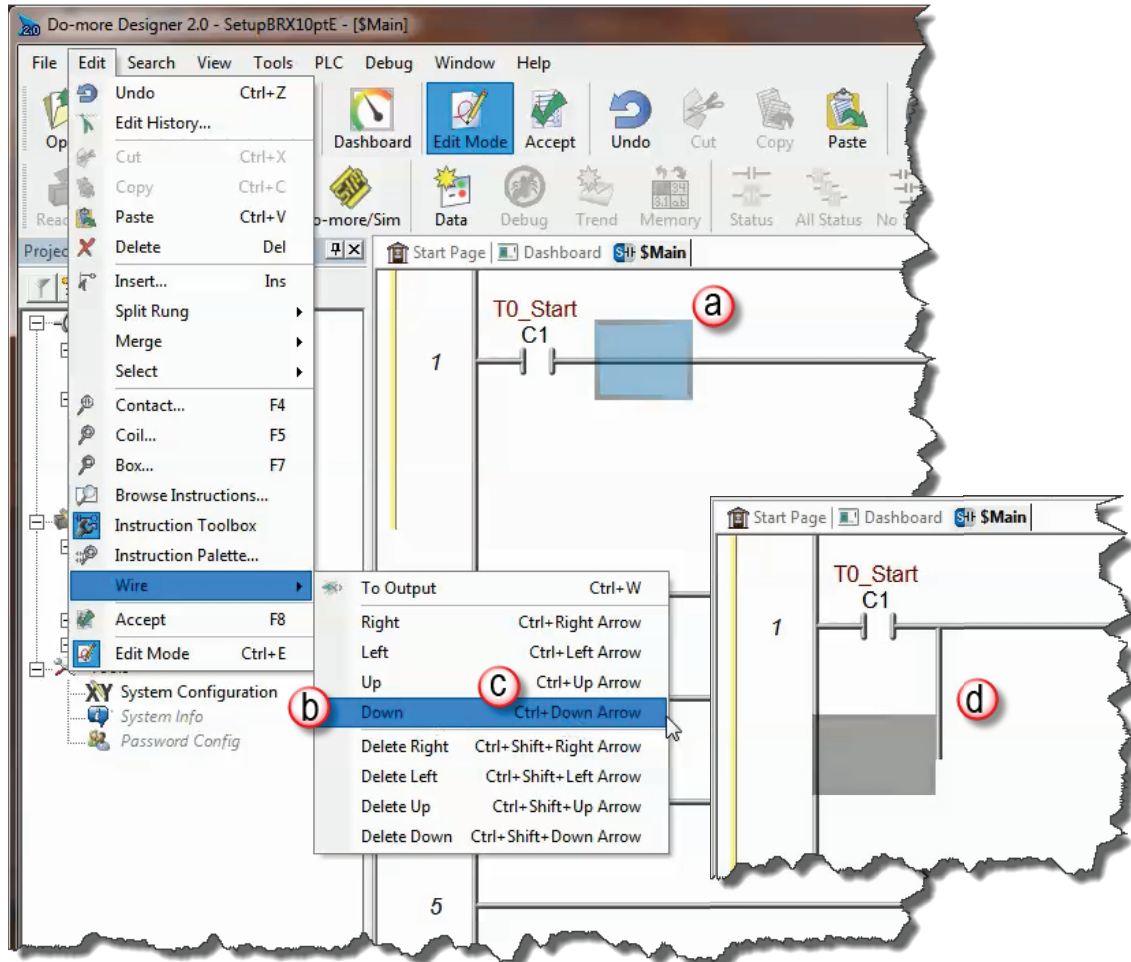 Do-more Designer 2.0 - SetupBRX10ptE - [$Main]
File Edit Search View Tools PLC Debug Window Help
Undo Ctrl+Z
Edit History...
Cut Ctrl+X
Copy Ctrl+C
Paste Ctrl+V
Delete Del
Insert... Ins
Split Rung
Merge
Select
Contact... F4
Coil... F5
Box... F7
Browse Instructions...
Instruction Toolbox
Instruction Palette...
Wire
Accept F8
Edit Mode Ctrl+E
Dashboard Edit Mode Accept Undo Cut Copy Paste
Data Debug Trend Memory Status All Status
Start Page Dashboard $Main
T0_Start
C1
1
a
To Output Ctrl+W
Right Ctrl+Right Arrow
Left Ctrl+Left Arrow
Up Ctrl+Up Arrow
Down Ctrl+Down Arrow
Delete Right Ctrl+Shift+Right Arrow
Delete Left Ctrl+Shift+Left Arrow
Delete Up Ctrl+Shift+Up Arrow
Delete Down Ctrl+Shift+Down Arrow
b
c
System Configuration
System Info
Password Config
5
Start Page Dashboard $Main
T0_Start
C1
1
d